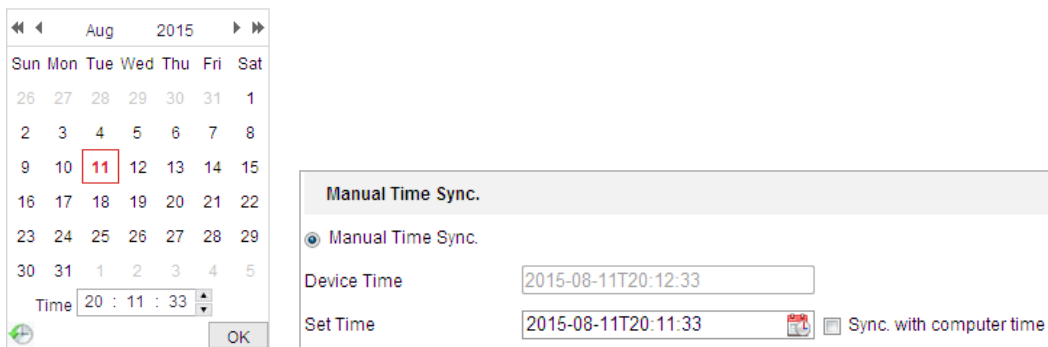 Aug 2015
Sun Mon Tue Wed Thu Fri Sat
26 27 28 29 30 31 1
2 3 4 5 6 7 8
9 10 11 12 13 14 15
16 17 18 19 20 21 22
23 24 25 26 27 28 29
30 31 1 2 3 4 5
Time 20 : 11 : 33
OK
Manual Time Sync.
Manual Time Sync.
Device Time 2015-08-11T20:12:33
Set Time 2015-08-11T20:11:33 Sync. with computer time